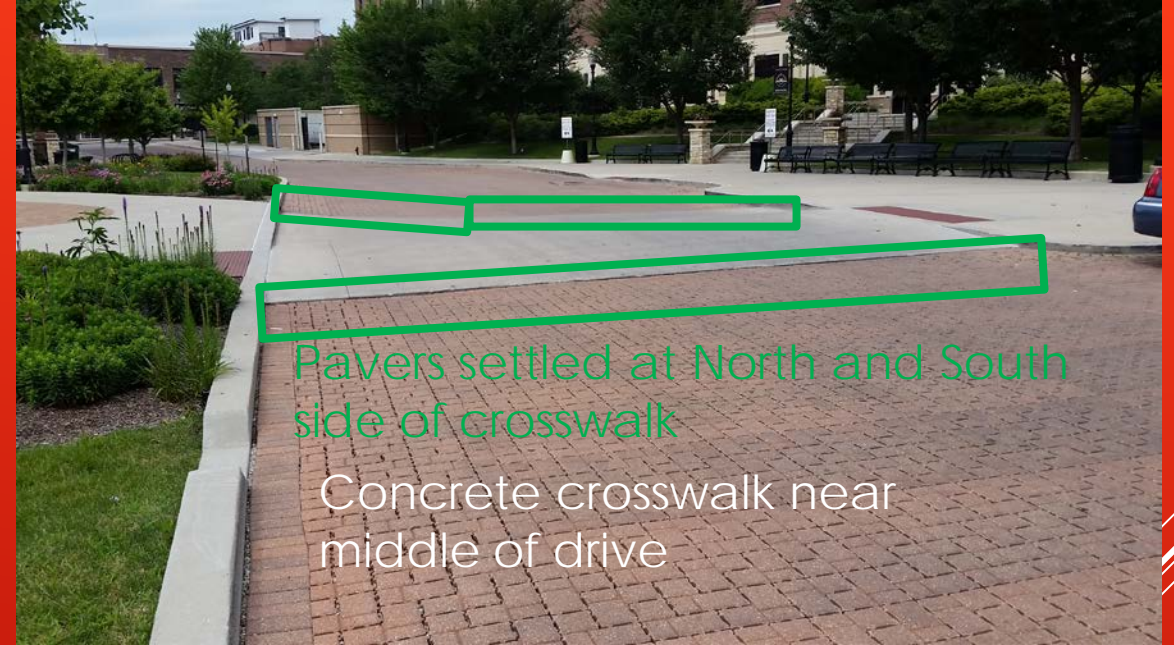 Pavers settled at North and South
side of crosswalk
Concrete crosswalk near
middle of drive